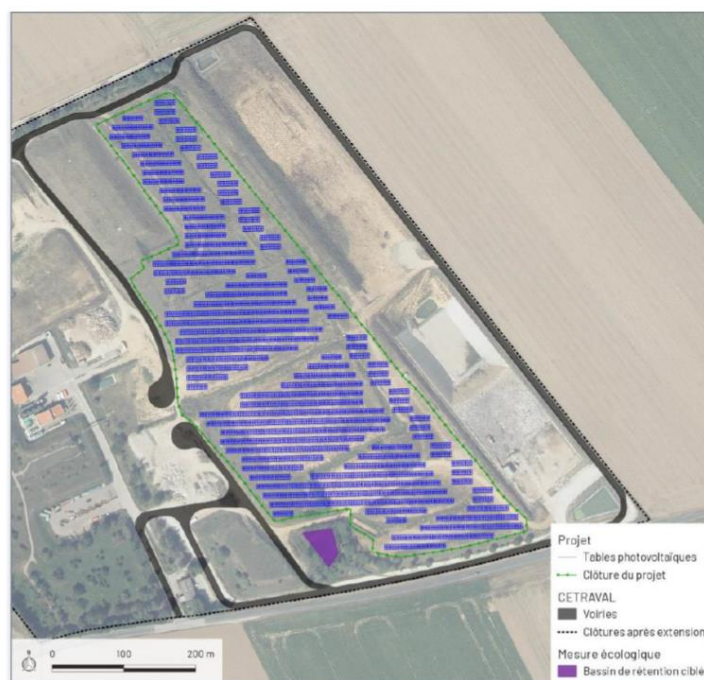 Projet
Tables photovoltaïques
Clôture du projet
CETRAVAL
Voiries
Clôtures après extension
Mesure écologique
Bassin de rétention ciblé
0 100 200 m